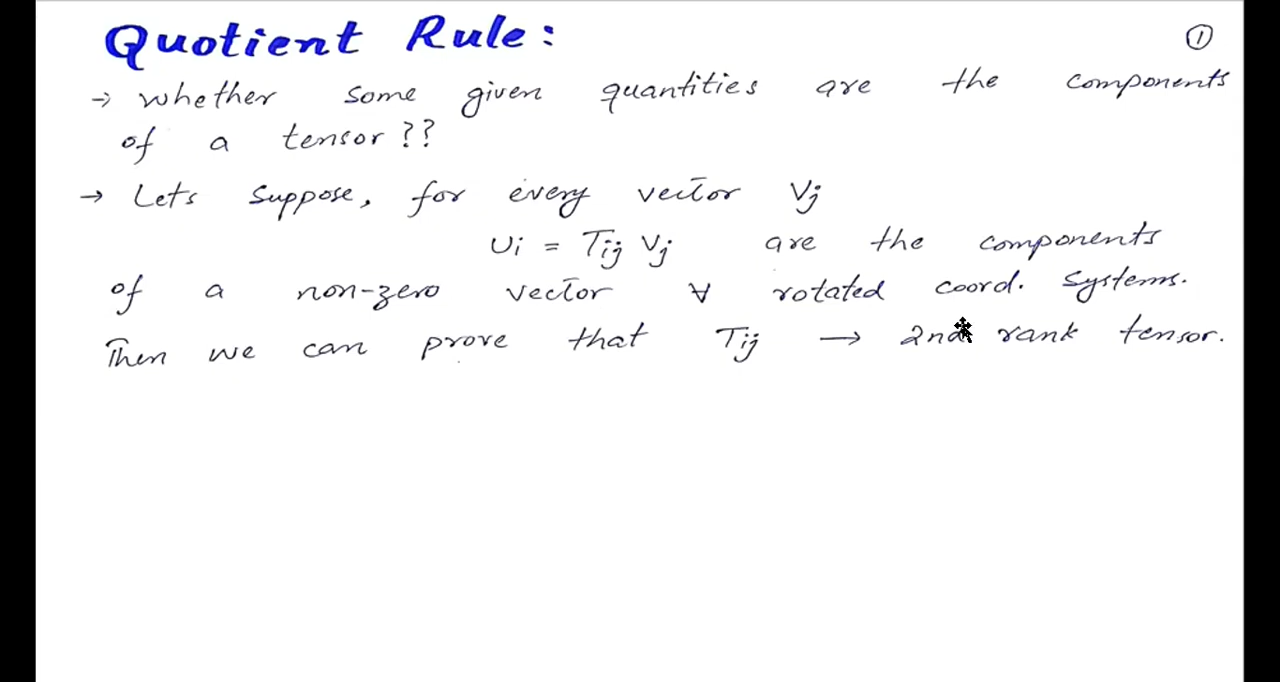 Quotient Rule:
①
→ whether some given quantities are the components
of a tensor??
→ Lets suppose, for every vector Vj
Ui = Tij Vj are the components
of a non-zero vector ∀ rotated coord. systems.
Then we can prove that Tij → 2nd rank tensor.